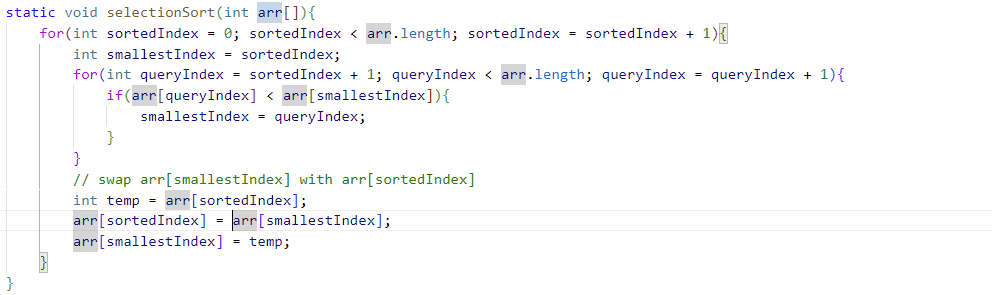 static void selectionSort(int arr[]){
for(int sortedIndex = 0; sortedIndex < arr.length; sortedIndex = sortedIndex + 1){
int smallestIndex = sortedIndex;
for(int queryIndex = sortedIndex + 1; queryIndex < arr.length; queryIndex = queryIndex + 1){
if(arr[queryIndex] < arr[smallestIndex]){
smallestIndex = queryIndex;
}
}
// swap arr[smallestIndex] with arr[sortedIndex]
int temp = arr[sortedIndex];
arr[sortedIndex] = arr[smallestIndex];
arr[smallestIndex] = temp;
}
}